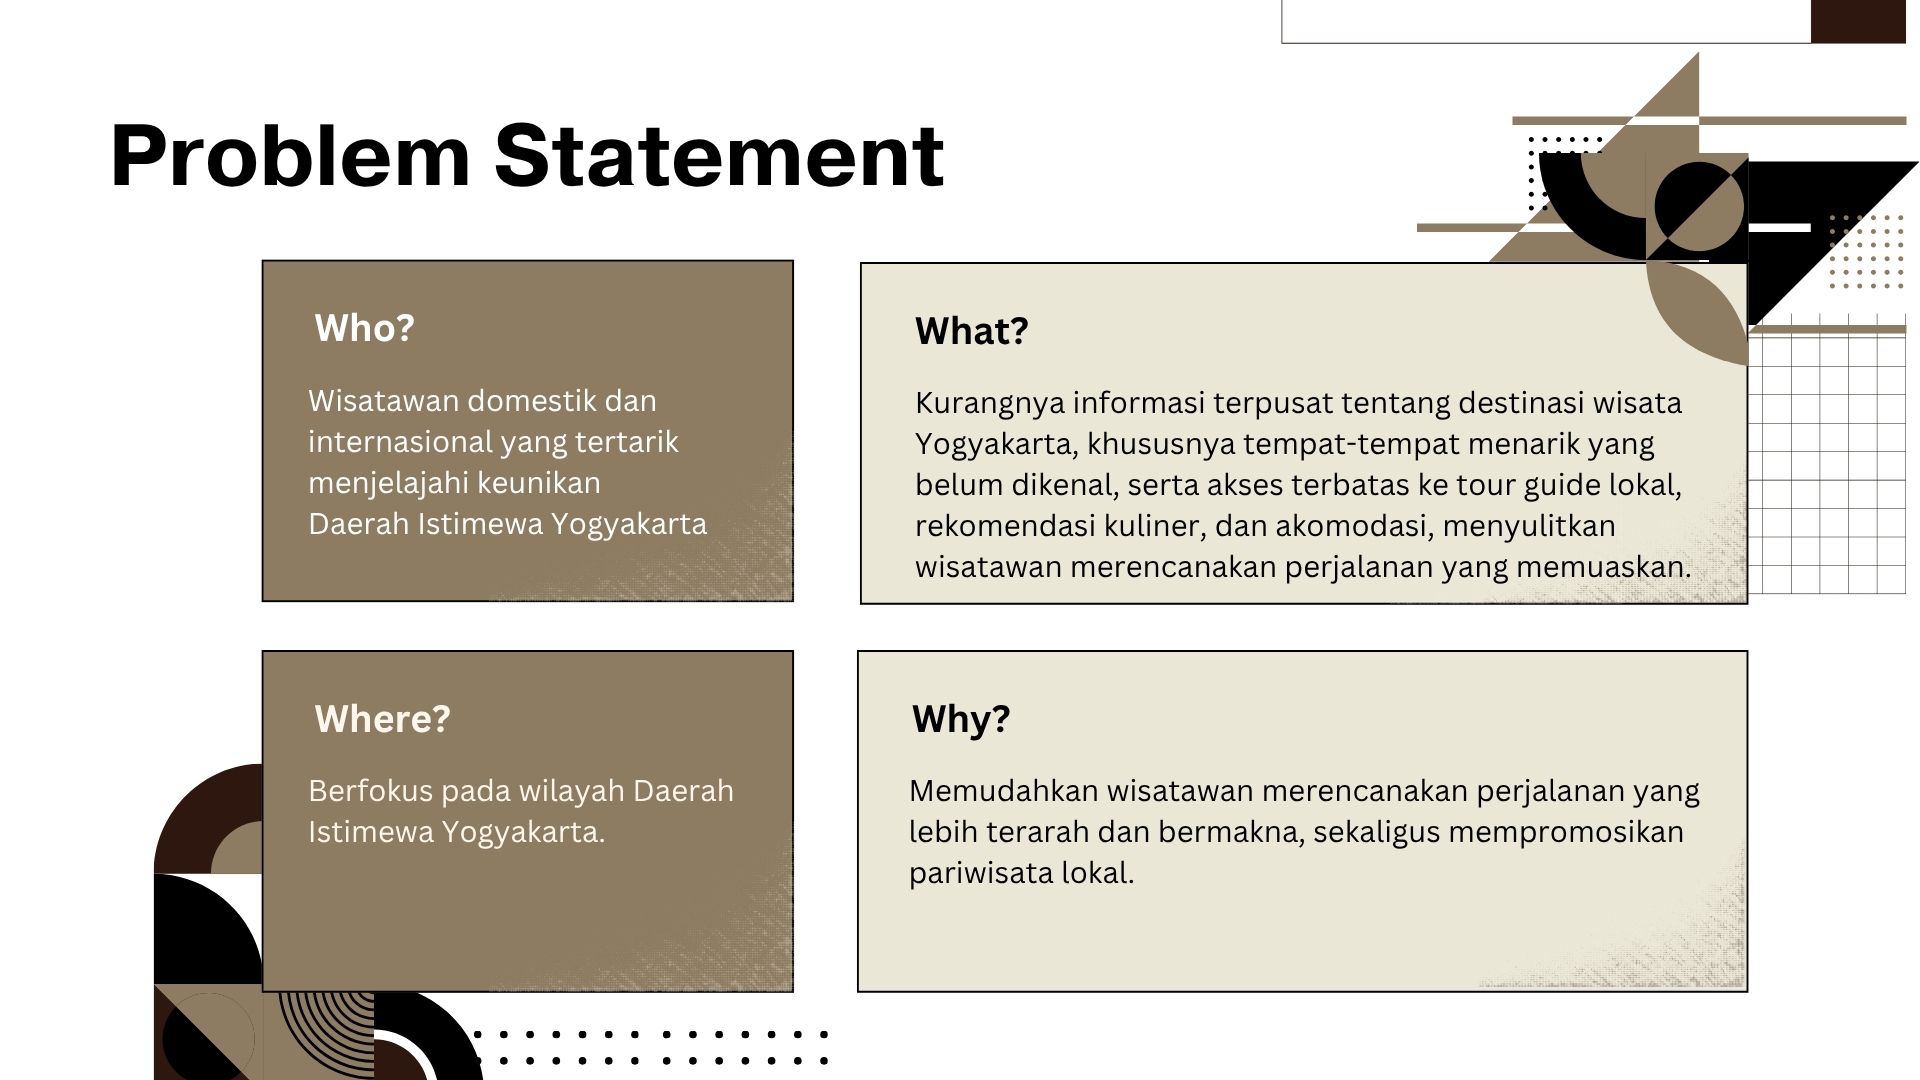 Problem Statement
Who?
Wisatawan domestik dan
internasional yang tertarik
menjelajahi keunikan
Daerah Istimewa Yogyakarta
What?
Kurangnya informasi terpusat tentang destinasi wisata
Yogyakarta, khususnya tempat-tempat menarik yang
belum dikenal, serta akses terbatas ke tour guide lokal,
rekomendasi kuliner, dan akomodasi, menyulitkan
wisatawan merencanakan perjalanan yang memuaskan.
Where?
Berfokus pada wilayah Daerah
Istimewa Yogyakarta.
Why?
Memudahkan wisatawan merencanakan perjalanan yang
lebih terarah dan bermakna, sekaligus mempromosikan
pariwisata lokal.